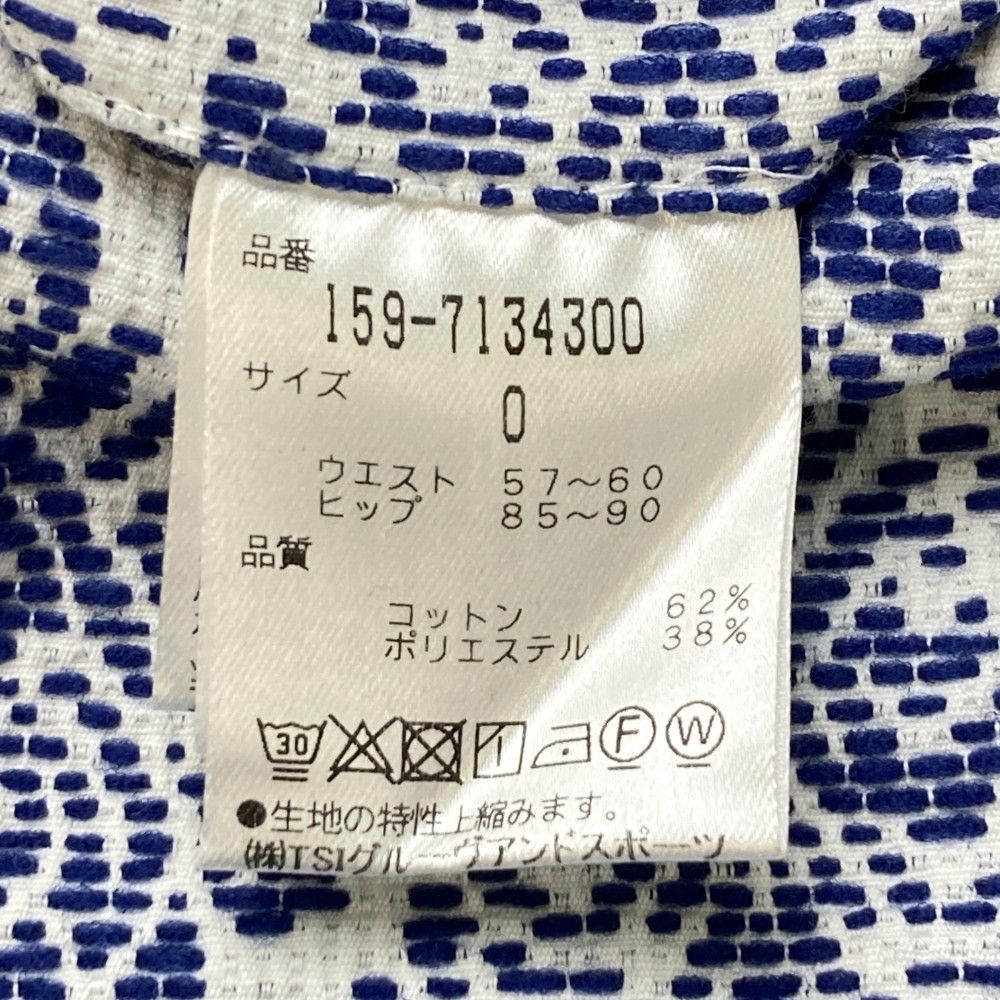 品番
159-7134300
サイズ
0
ウエスト 57～60
ヒップ 85～90
品質
コットン 62%
ポリエステル 38%
30 F W
●生地の特性上縮みます。
㈱TSIグルーヴアンドスポーツ